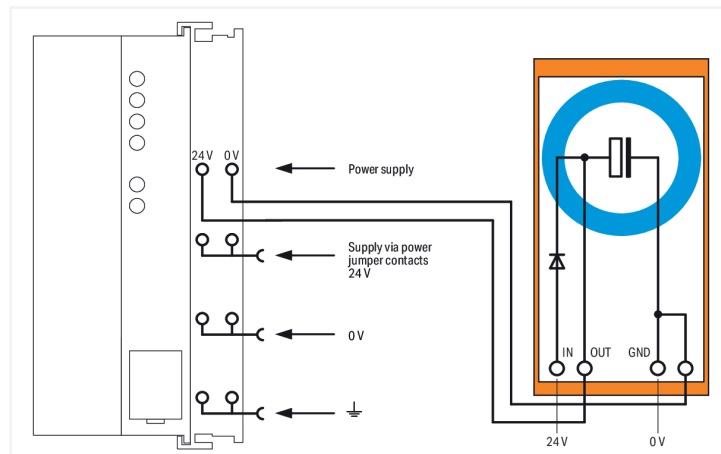 24 V 0 V
Power supply
Supply via power
jumper contacts
24 V
0 V
IN OUT GND
24 V 0 V